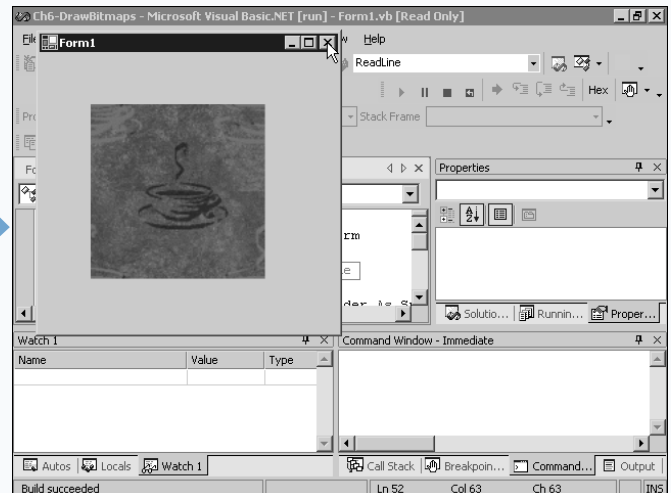 Ch6-DrawBitmaps - Microsoft Visual Basic.NET [run] - Form1.vb [Read Only]
Form1
Help
ReadLine
Hex
Stack Frame
Properties
rm
Solutio... Runnin... Proper...
Watch 1
Name Value Type
Command Window - Immediate
Autos Locals Watch 1
Call Stack Breakpoin... Command... Output
Build succeeded Ln 52 Col 63 Ch 63 INS